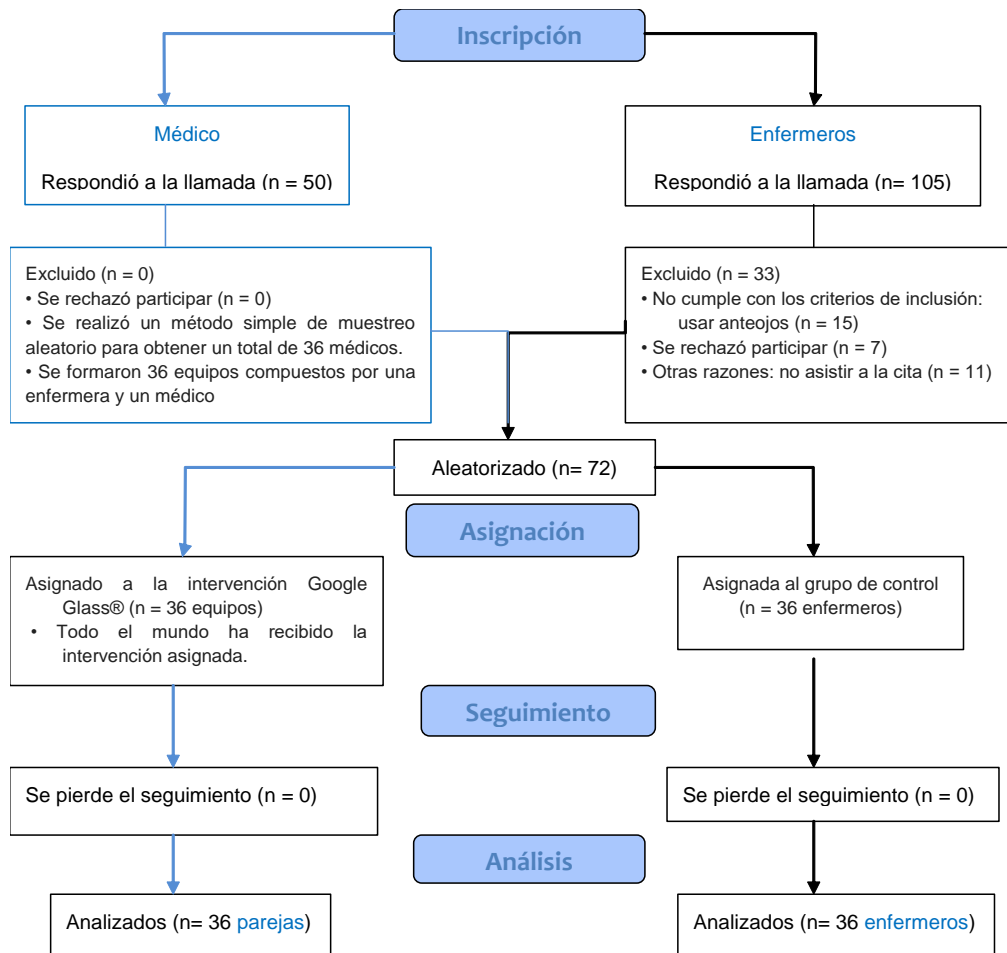 Inscripción
Médico
Respondió a la llamada (n = 50)
Enfermeros
Respondió a la llamada (n= 105)
Excluido (n = 0)
• Se rechazó participar (n = 0)
• Se realizó un método simple de muestreo
aleatorio para obtener un total de 36 médicos.
• Se formaron 36 equipos compuestos por una
enfermera y un médico
Excluido (n = 33)
• No cumple con los criterios de inclusión:
usar anteojos (n = 15)
• Se rechazó participar (n = 7)
• Otras razones: no asistir a la cita (n = 11)
Aleatorizado (n= 72)
Asignación
Asignado a la intervención Google
Glass® (n = 36 equipos)
• Todo el mundo ha recibido la
intervención asignada.
Asignada al grupo de control
(n = 36 enfermeros)
Seguimiento
Se pierde el seguimiento (n = 0)
Se pierde el seguimiento (n = 0)
Análisis
Analizados (n= 36 parejas)
Analizados (n= 36 enfermeros)